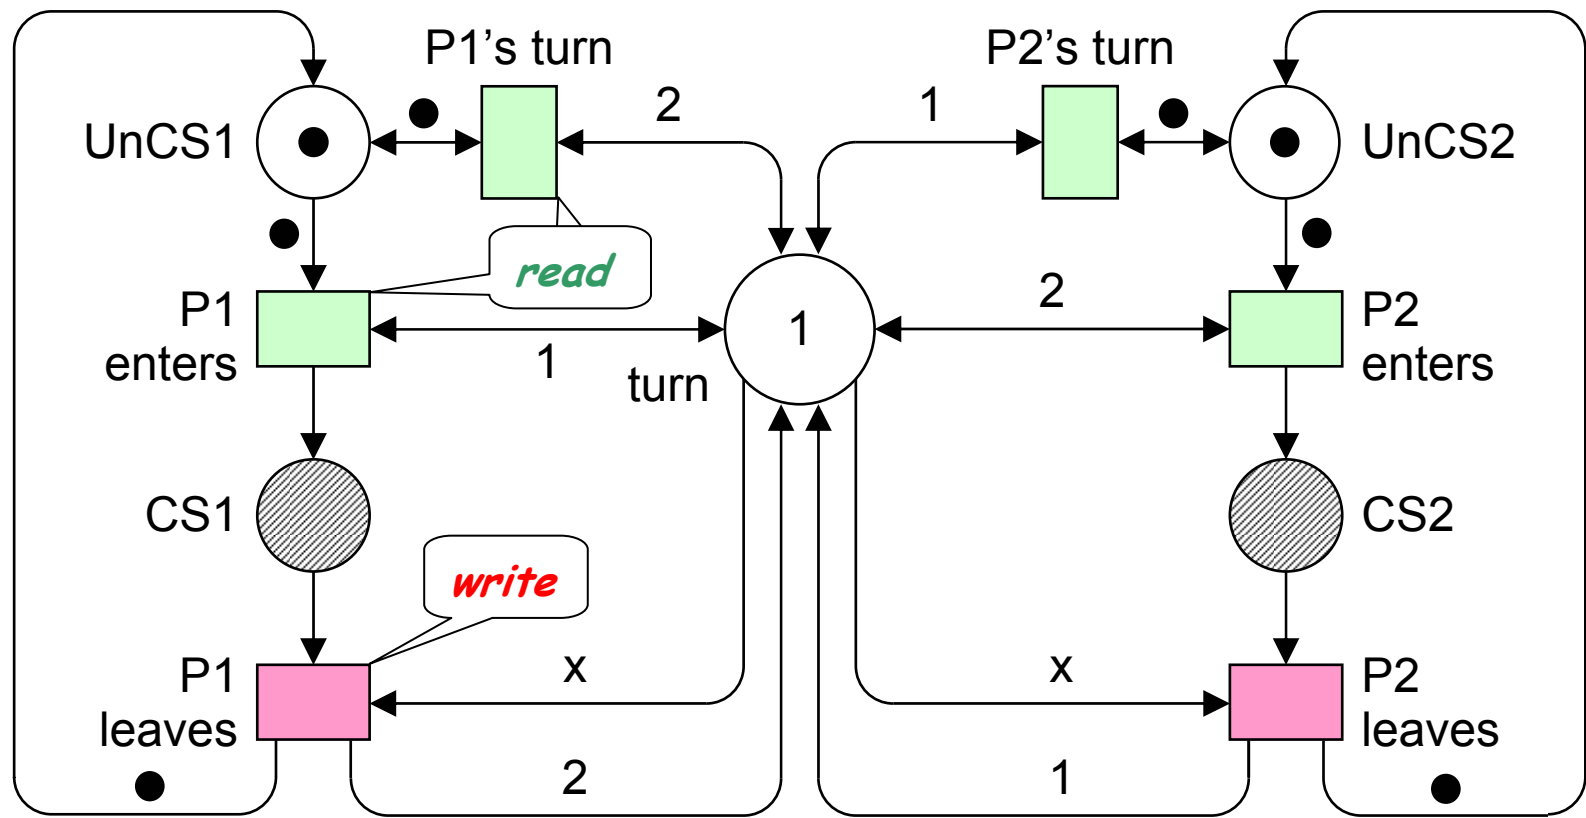 P1’s turn
P2’s turn
2
1
UnCS1
UnCS2
read
P1
enters
1
turn
1
2
P2
enters
CS1
CS2
write
P1
leaves
x
x
P2
leaves
2
1